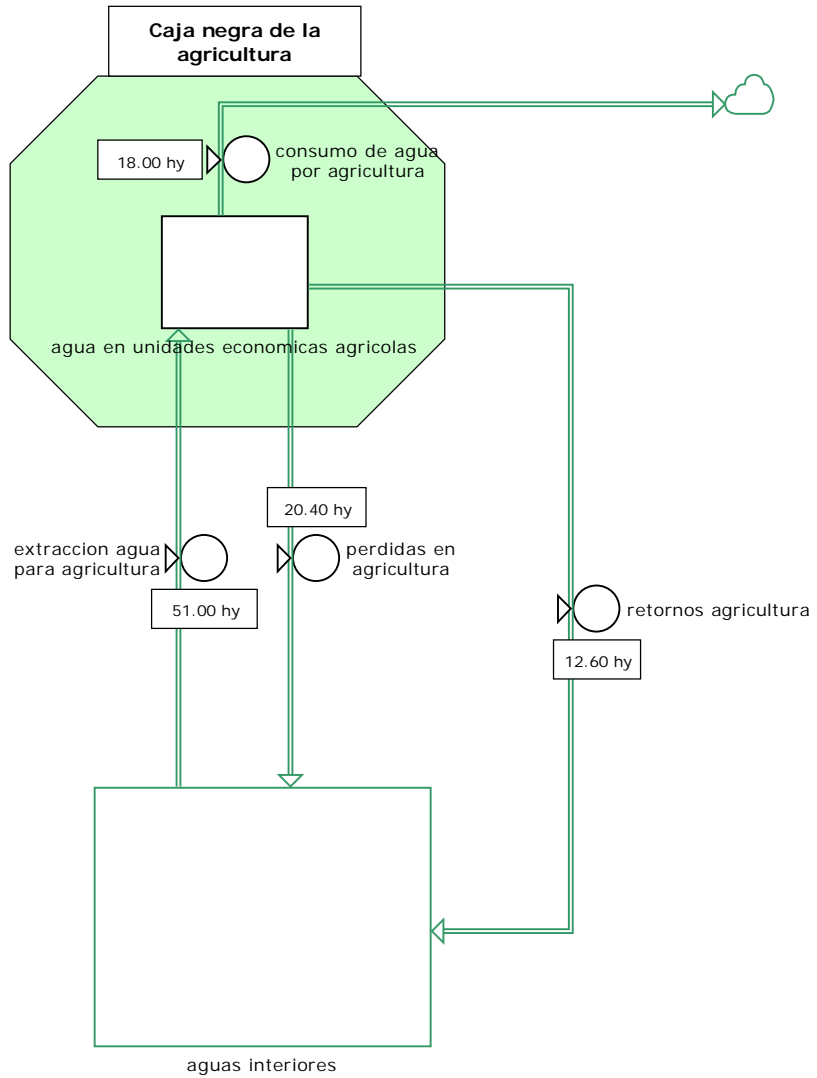 Caja negra de la
agricultura
18.00 hy
consumo de agua
por agricultura
agua en unidades economicas agricolas
20.40 hy
extraccion agua
para agricultura
perdidas en
agricultura
51.00 hy
retornos agricultura
12.60 hy
aguas interiores